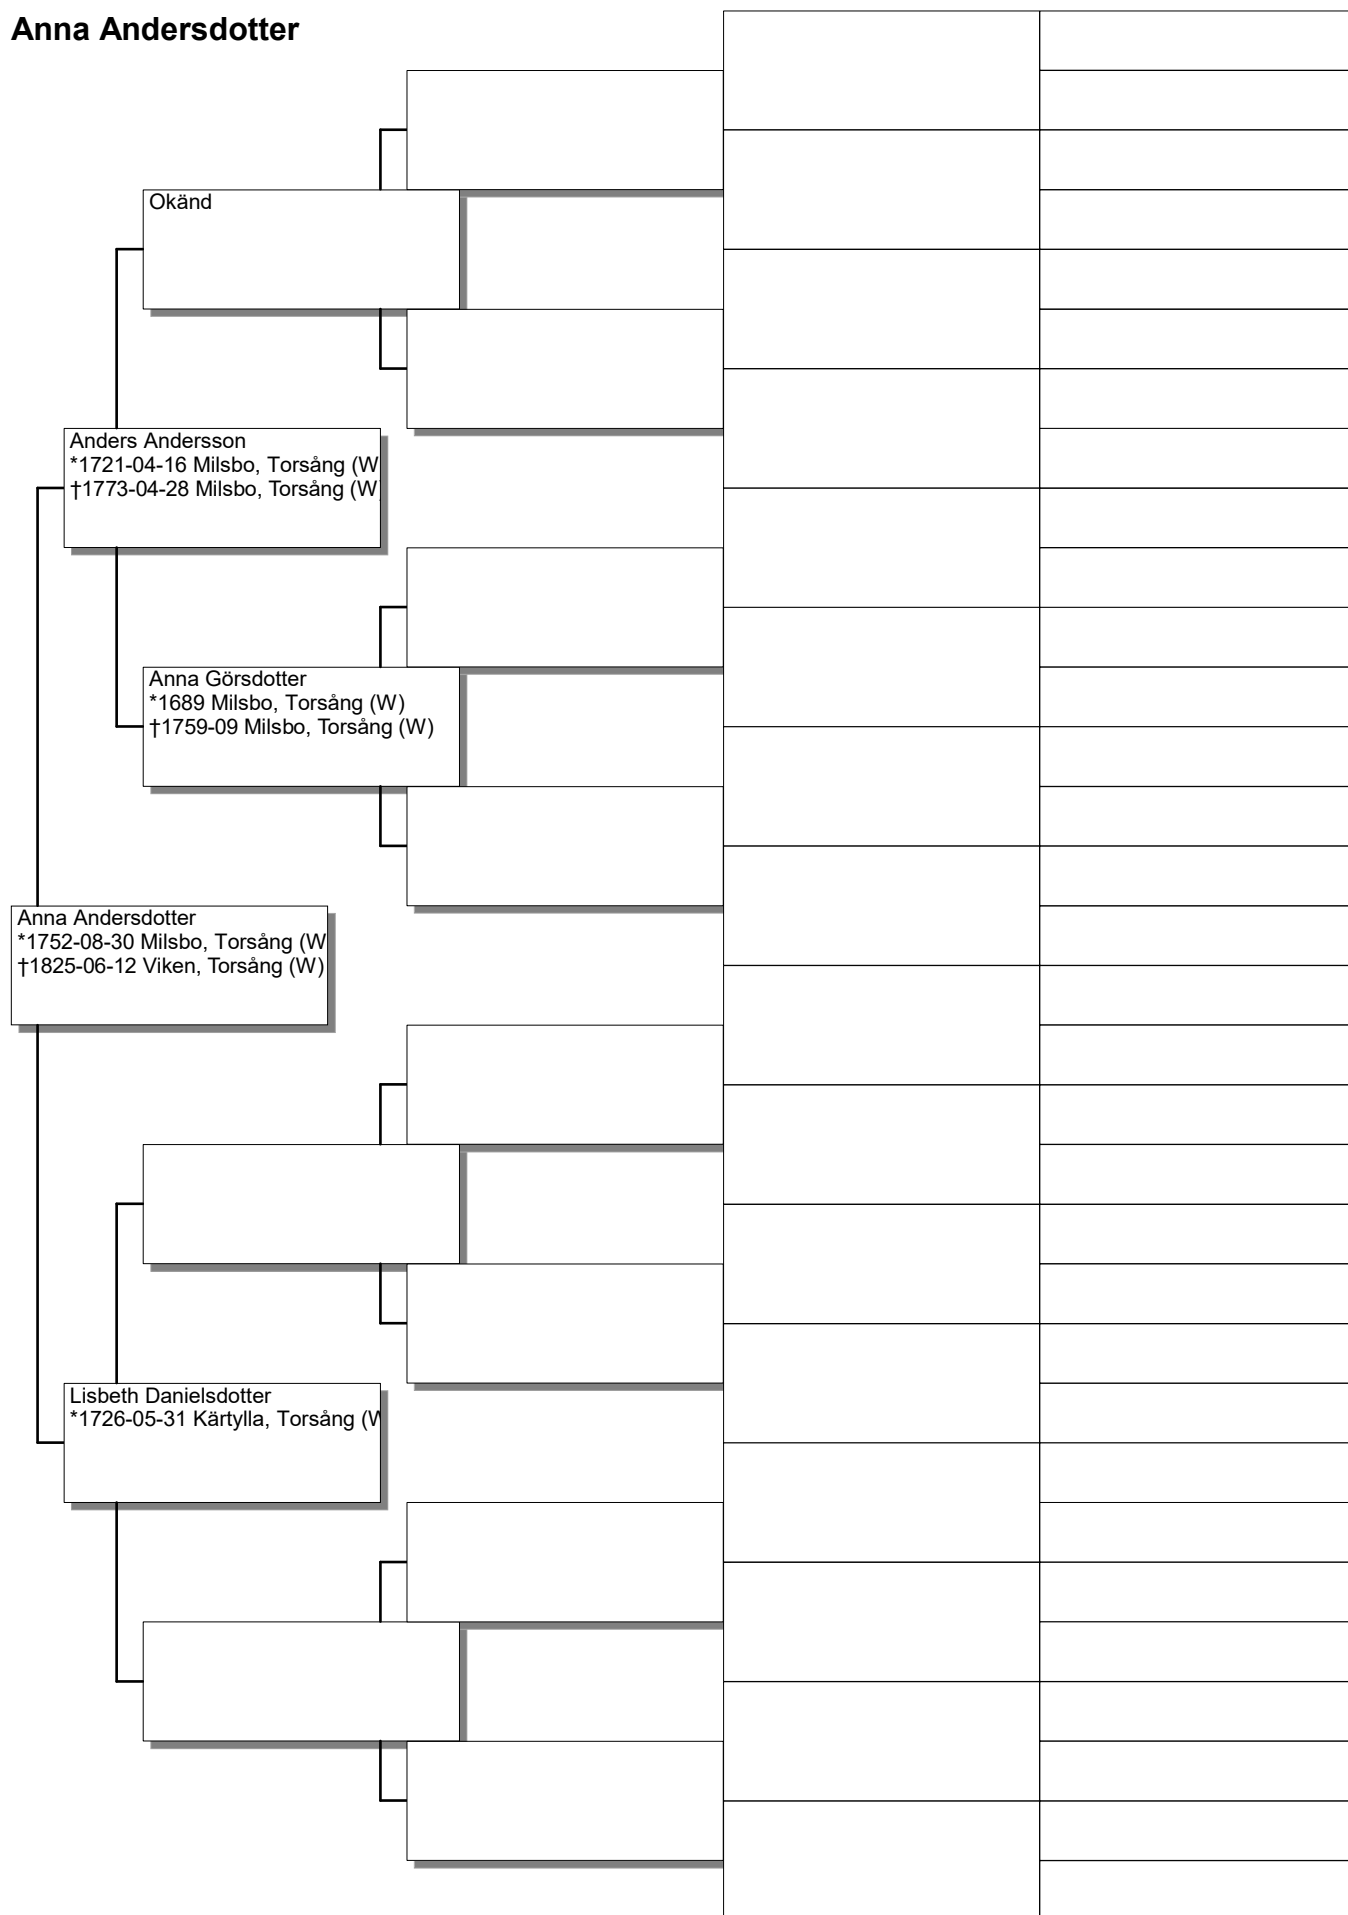 Anna Andersdotter
Okänd
Anders Andersson
*1721-04-16 Milsbo, Torsång (W
†1773-04-28 Milsbo, Torsång (W)
Anna Görsdotter
*1689 Milsbo, Torsång (W)
†1759-09 Milsbo, Torsång (W)
Anna Andersdotter
*1752-08-30 Milsbo, Torsång (W
†1825-06-12 Viken, Torsång (W)
Lisbeth Danielsdotter
*1726-05-31 Kärtylla, Torsång (W